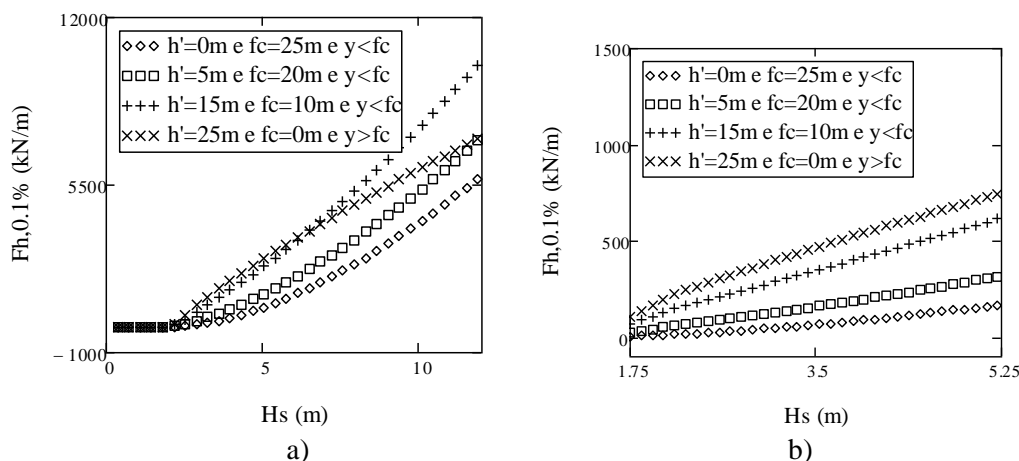 12000
h'=0m e fc=25m e y<fc
h'=5m e fc=20m e y<fc
h'=15m e fc=10m e y<fc
h'=25m e fc=0m e y>fc
5500
−1000
0
5
10
Fh,0.1% (kN/m)
Hs (m)
a)
1500
h'=0m e fc=25m e y<fc
h'=5m e fc=20m e y<fc
h'=15m e fc=10m e y<fc
h'=25m e fc=0m e y>fc
1000
500
0
1.75
3.5
5.25
Fh,0.1% (kN/m)
Hs (m)
b)